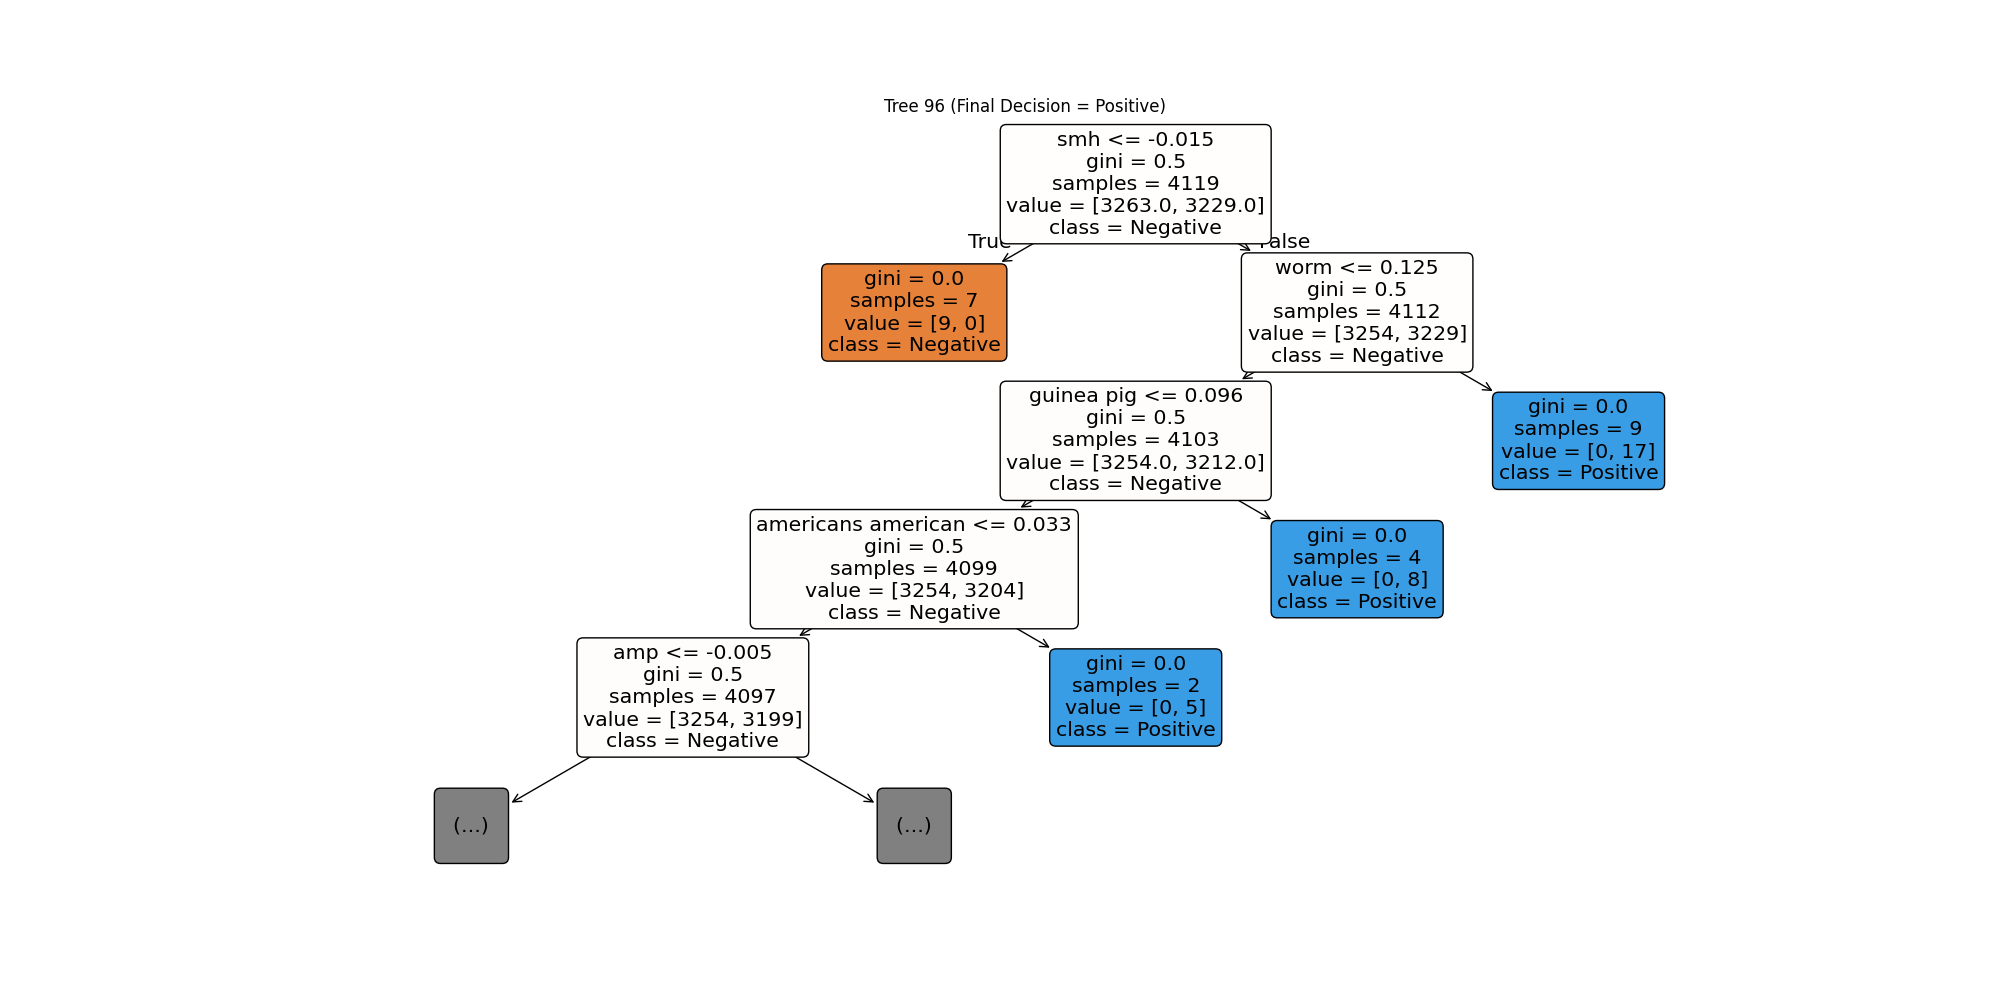 Tree 96 (Final Decision = Positive)
smh <= -0.015
gini = 0.5
samples = 4119
value = [3263.0, 3229.0]
class = Negative
True
False
gini = 0.0
samples = 7
value = [9, 0]
class = Negative
worm <= 0.125
gini = 0.5
samples = 4112
value = [3254, 3229]
class = Negative
guinea pig <= 0.096
gini = 0.5
samples = 4103
value = [3254.0, 3212.0]
class = Negative
gini = 0.0
samples = 9
value = [0, 17]
class = Positive
americans american <= 0.033
gini = 0.5
samples = 4099
value = [3254, 3204]
class = Negative
gini = 0.0
samples = 4
value = [0, 8]
class = Positive
amp <= -0.005
gini = 0.5
samples = 4097
value = [3254, 3199]
class = Negative
gini = 0.0
samples = 2
value = [0, 5]
class = Positive
(...)
(...)